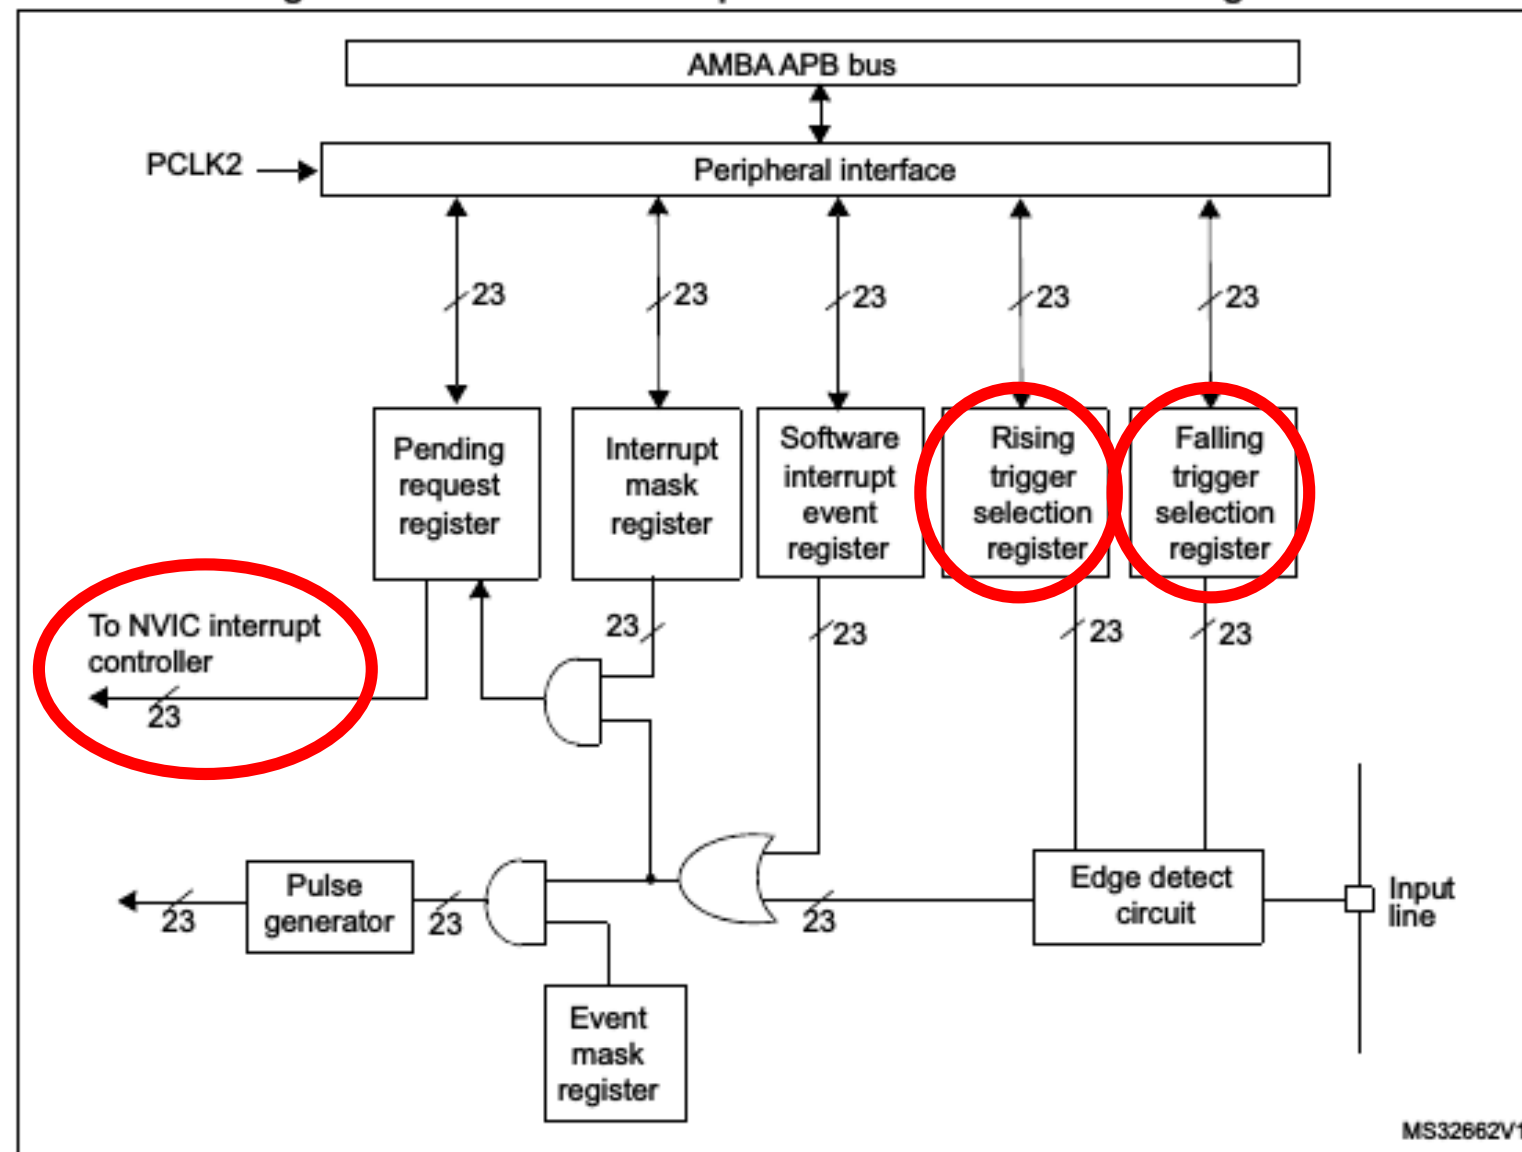 AMBA APB bus
PCLK2
Peripheral interface
23
23
23
23
23
Pending
request
register
Interrupt
mask
register
Software
interrupt
event
register
Rising
trigger
selection
register
Falling
trigger
selection
register
To NVIC interrupt
controller
23
23
23
23
23
Pulse
generator
23
23
23
Edge detect
circuit
Input
line
Event
mask
register
MS32662V1